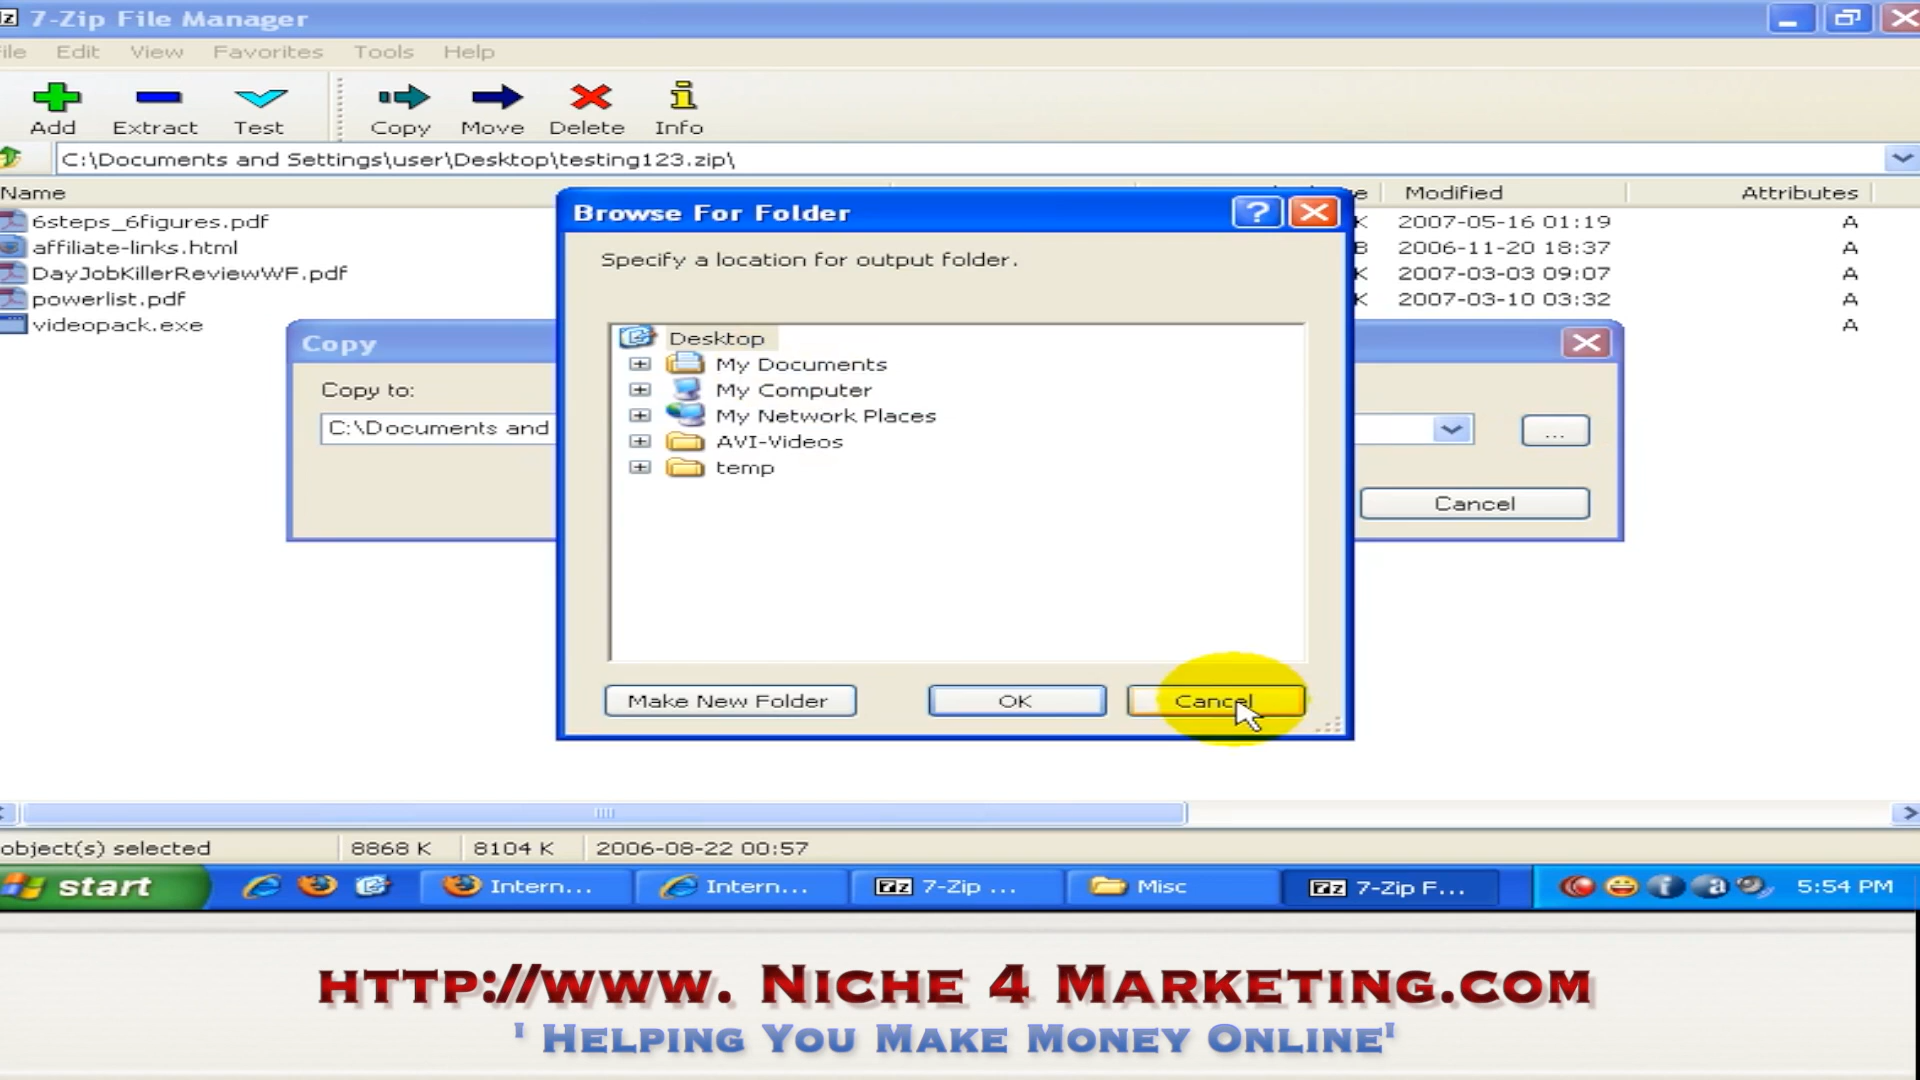 7-Zip File Manager
File Edit View Favorites Tools Help
Add Extract Test Copy Move Delete Info
C:\Documents and Settings\user\Desktop\testing123.zip\
Name Modified Attributes
6steps_6figures.pdf 2007-05-16 01:19 A
affiliate-links.html 2006-11-20 18:37 A
DayJobKillerReviewWF.pdf 2007-03-03 09:07 A
powerlist.pdf 2007-03-10 03:32 A
videopack.exe A
Copy
Copy to:
C:\Documents and
...
Cancel
Browse For Folder
Specify a location for output folder.
Desktop
My Documents
My Computer
My Network Places
AVI-Videos
temp
Make New Folder OK Cancel
object(s) selected 8868 K 8104 K 2006-08-22 00:57
start Intern... Intern... 7-Zip ... Misc 7-Zip F... 5:54 PM
http://www. Niche 4 Marketing.com
' Helping You Make Money Online'